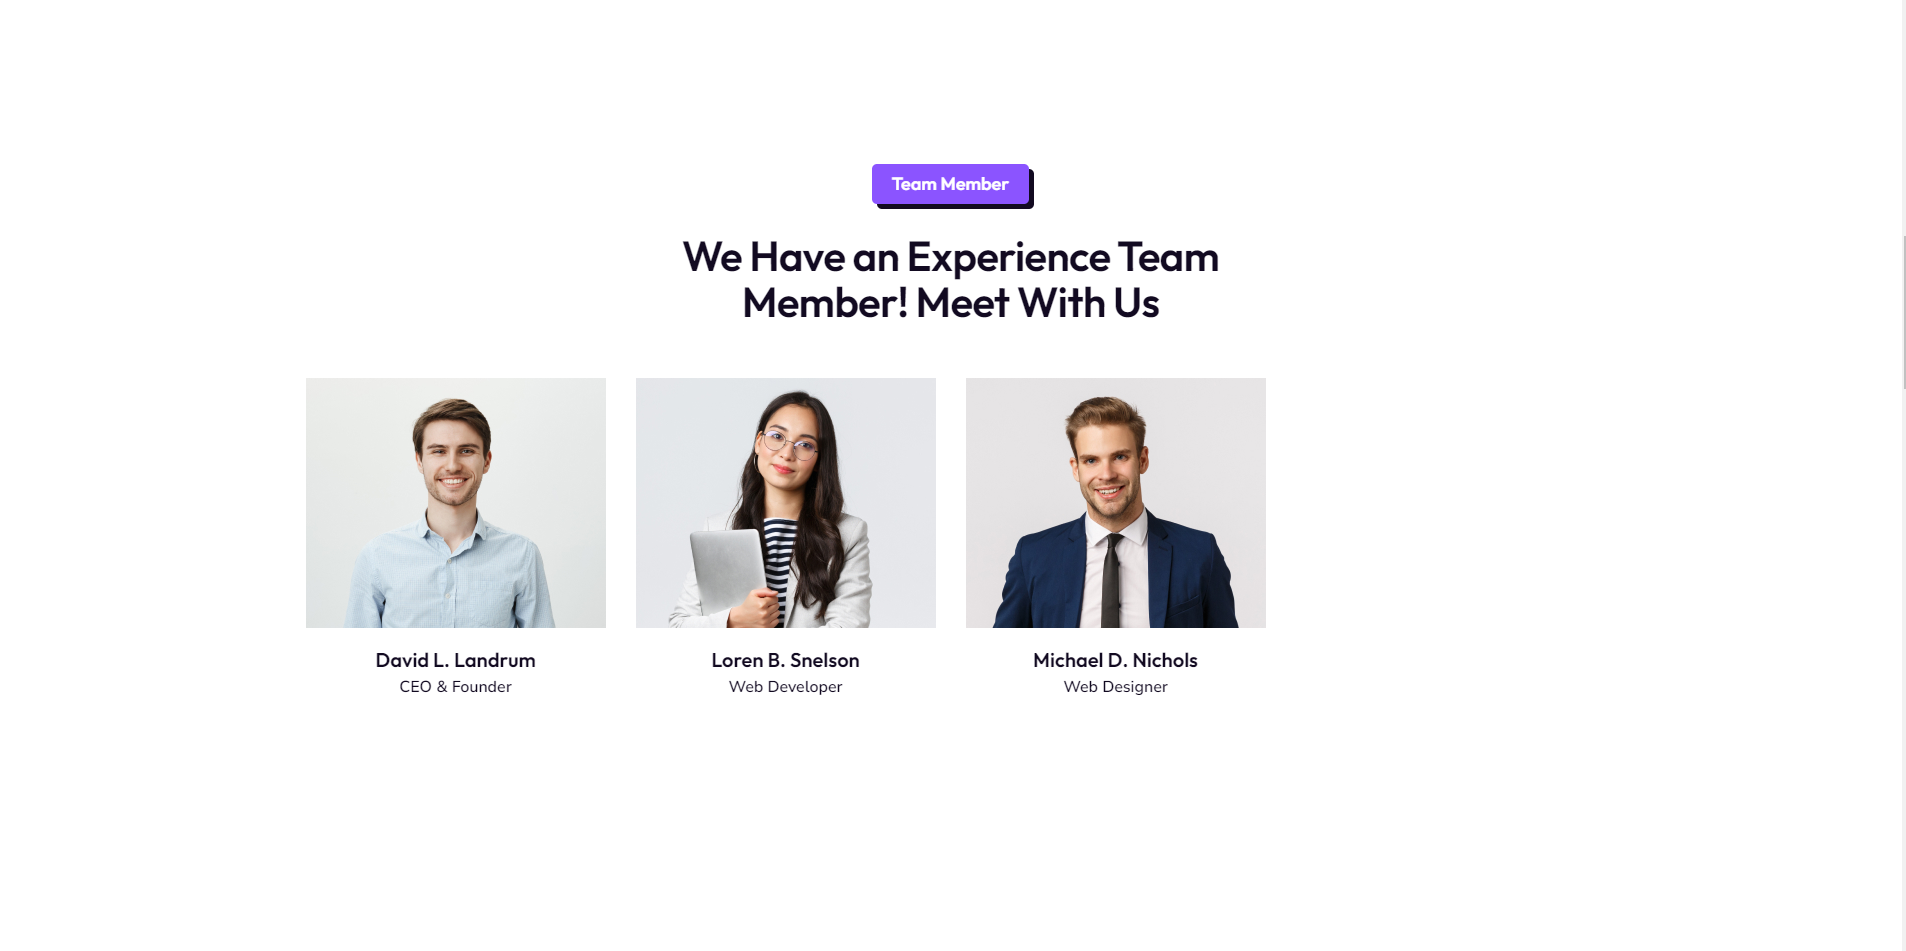 Team Member
We Have an Experience Team
Member! Meet With Us
David L. Landrum
CEO & Founder
Loren B. Snelson
Web Developer
Michael D. Nichols
Web Designer